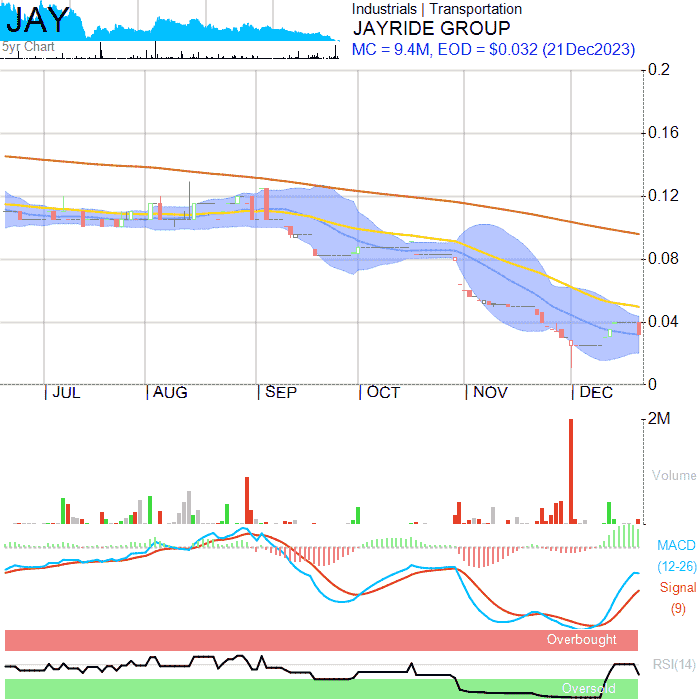 JAY
5yr Chart
Industrials | Transportation
JAYRIDE GROUP
MC = 9.4M, EOD = $0.032 (21Dec2023)
0.2
0.16
0.12
0.08
0.04
0
JUL
AUG
SEP
OCT
NOV
DEC
2M
Volume
MACD
(12-26)
Signal
(9)
Overbought
RSI(14)
Oversold